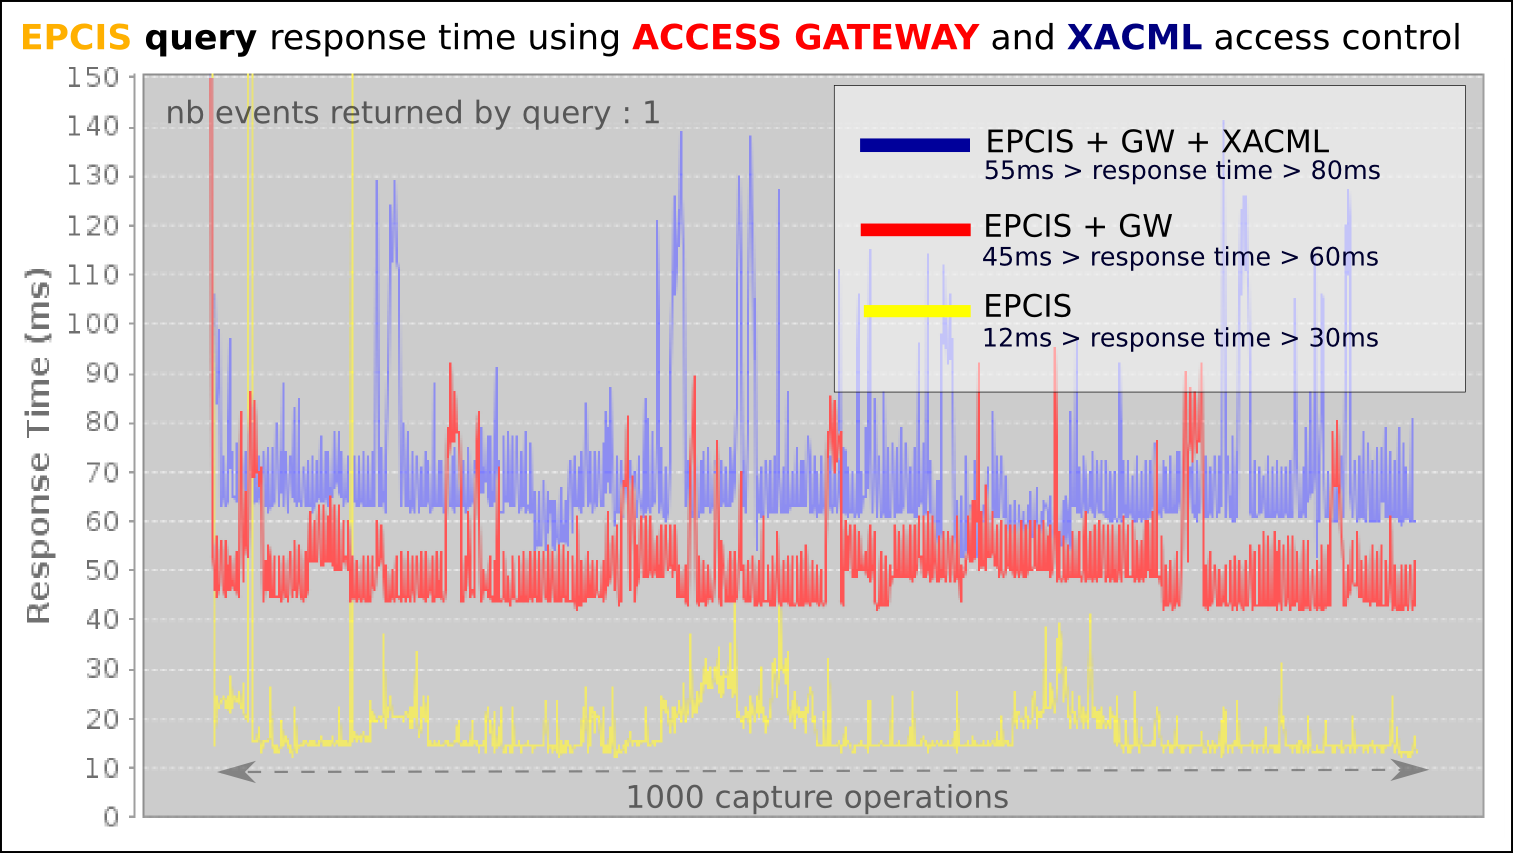 EPCIS query response time using ACCESS GATEWAY and XACML access control
150
nb events returned by query : 1
140
130
120
110
100
90
80
70
60
50
40
30
20
10
0
Response Time (ms)
EPCIS + GW + XACML
55ms > response time > 80ms
EPCIS + GW
45ms > response time > 60ms
EPCIS
12ms > response time > 30ms
1000 capture operations